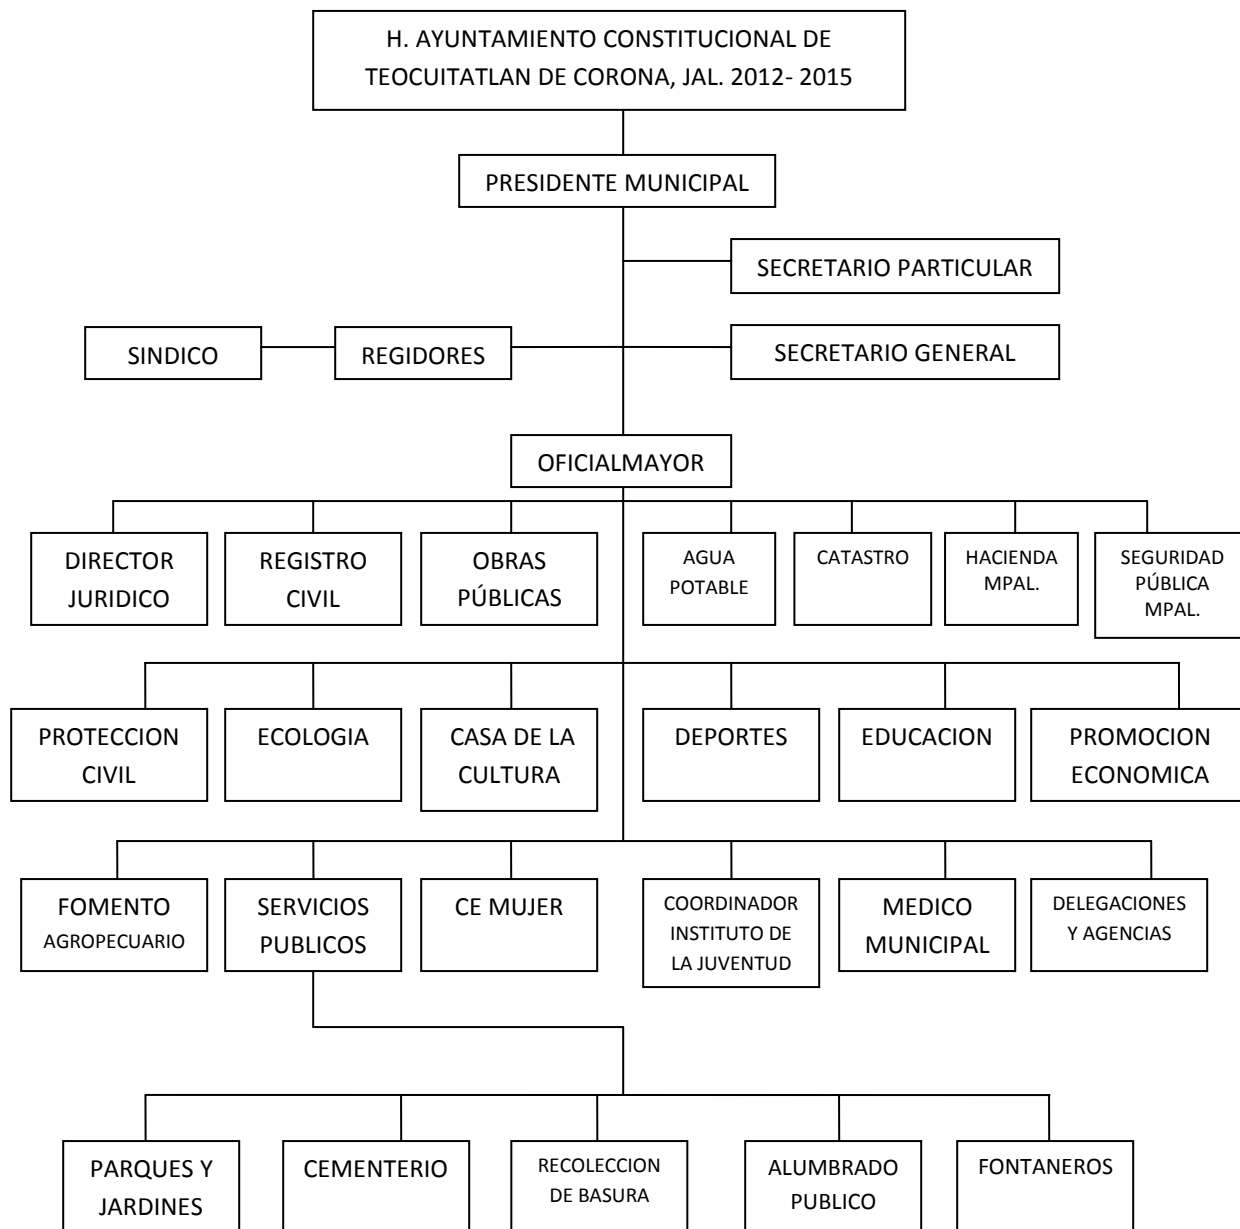 H. AYUNTAMIENTO CONSTITUCIONAL DE
TEOCUITATLAN DE CORONA, JAL. 2012- 2015
PRESIDENTE MUNICIPAL
SECRETARIO PARTICULAR
SINDICO
REGIDORES
SECRETARIO GENERAL
OFICIALMAYOR
DIRECTOR
JURIDICO
REGISTRO
CIVIL
OBRAS
PÚBLICAS
AGUA
POTABLE
CATASTRO
HACIENDA
MPAL.
SEGURIDAD
PÚBLICA
MPAL.
PROTECCION
CIVIL
ECOLOGIA
CASA DE LA
CULTURA
DEPORTES
EDUCACION
PROMOCION
ECONOMICA
FOMENTO
AGROPECUARIO
SERVICIOS
PUBLICOS
CE MUJER
COORDINADOR
INSTITUTO DE
LA JUVENTUD
MEDICO
MUNICIPAL
DELEGACIONES
Y AGENCIAS
PARQUES Y
JARDINES
CEMENTERIO
RECOLECCION
DE BASURA
ALUMBRADO
PUBLICO
FONTANEROS